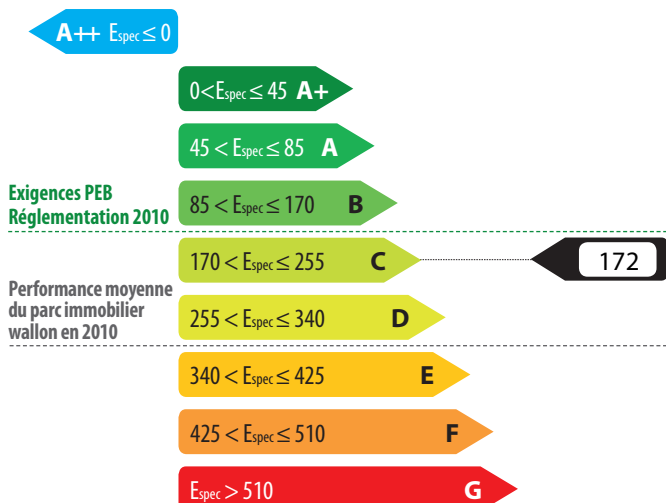 A++ Espec ≤ 0
0<Espec ≤ 45 A+
45 < Espec ≤ 85 A
Exigences PEB
Réglementation 2010
85 < Espec ≤ 170 B
170 < Espec ≤ 255 C
172
Performance moyenne
du parc immobilier
wallon en 2010
255 < Espec ≤ 340 D
340 < Espec ≤ 425 E
425 < Espec ≤ 510 F
Espec > 510 G